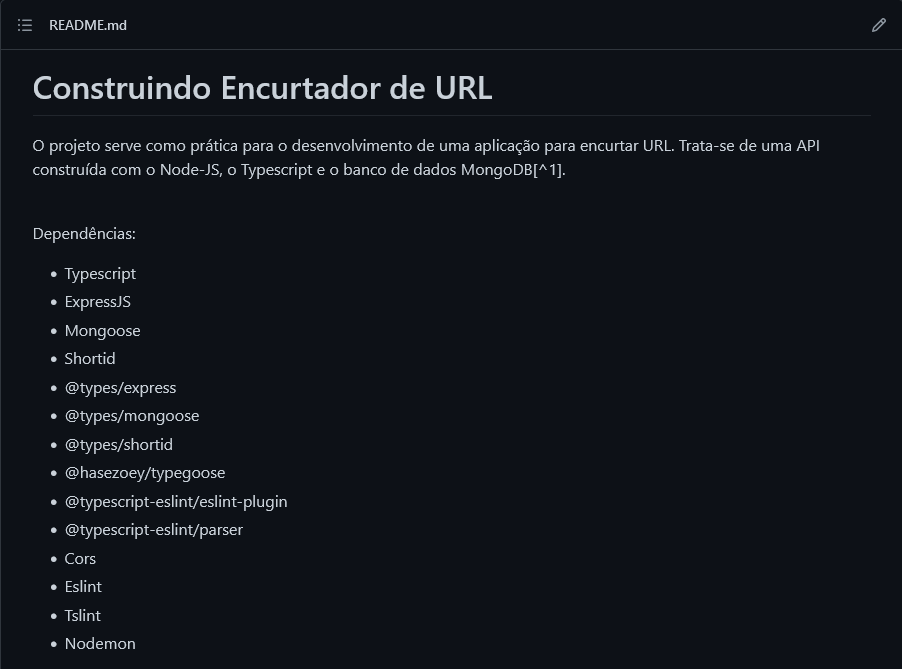 README.md
Construindo Encurtador de URL
O projeto serve como prática para o desenvolvimento de uma aplicação para encurtar URL. Trata-se de uma API
construída com o Node-JS, o Typescript e o banco de dados MongoDB[^1].
Dependências:
• Typescript
• ExpressJS
• Mongoose
• Shortid
• @types/express
• @types/mongoose
• @types/shortid
• @hasezoey/typegoose
• @typescript-eslint/eslint-plugin
• @typescript-eslint/parser
• Cors
• Eslint
• Tslint
• Nodemon